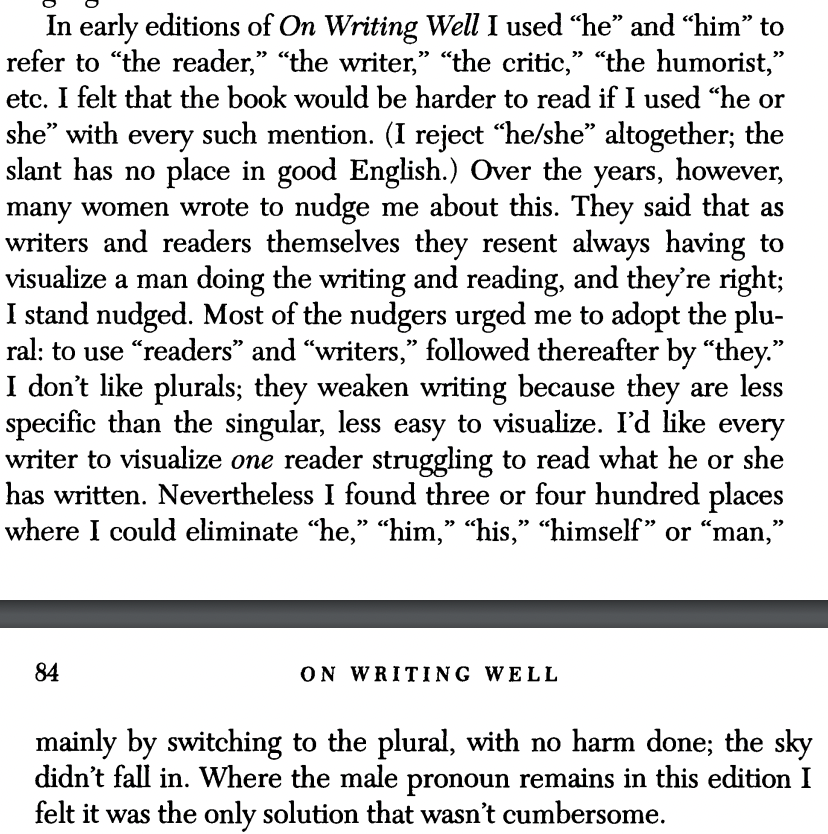 In early editions of On Writing Well I used “he” and “him” to
refer to “the reader,” “the writer,” “the critic,” “the humorist,”
etc. I felt that the book would be harder to read if I used “he or
she” with every such mention. (I reject “he/she” altogether; the
slant has no place in good English.) Over the years, however,
many women wrote to nudge me about this. They said that as
writers and readers themselves they resent always having to
visualize a man doing the writing and reading, and they’re right;
I stand nudged. Most of the nudgers urged me to adopt the plu-
ral: to use “readers” and “writers,” followed thereafter by “they.”
I don’t like plurals; they weaken writing because they are less
specific than the singular, less easy to visualize. I’d like every
writer to visualize one reader struggling to read what he or she
has written. Nevertheless I found three or four hundred places
where I could eliminate “he,” “him,” “his,” “himself” or “man,”
84 ON WRITING WELL
mainly by switching to the plural, with no harm done; the sky
didn’t fall in. Where the male pronoun remains in this edition I
felt it was the only solution that wasn’t cumbersome.